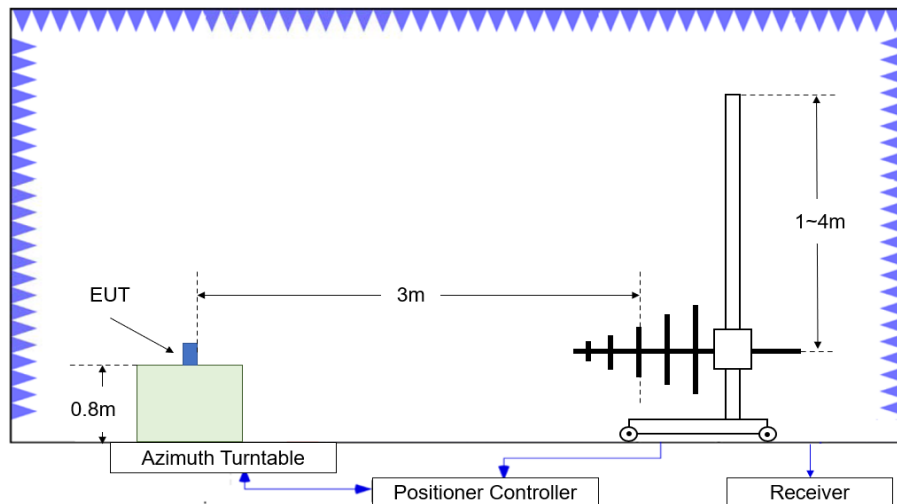 1~4m
EUT
3m
0.8m
Azimuth Turntable
Positioner Controller
Receiver